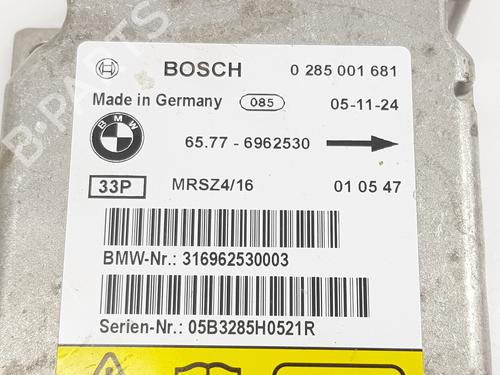 BOSCH 0 285 001 681
Made in Germany 085 05-11-24
BMW 65.77 - 6962530
33P MRSZ4/16 01 05 47
BMW-Nr.: 316962530003
Serien-Nr.: 05B3285H0521R
B-PARTS